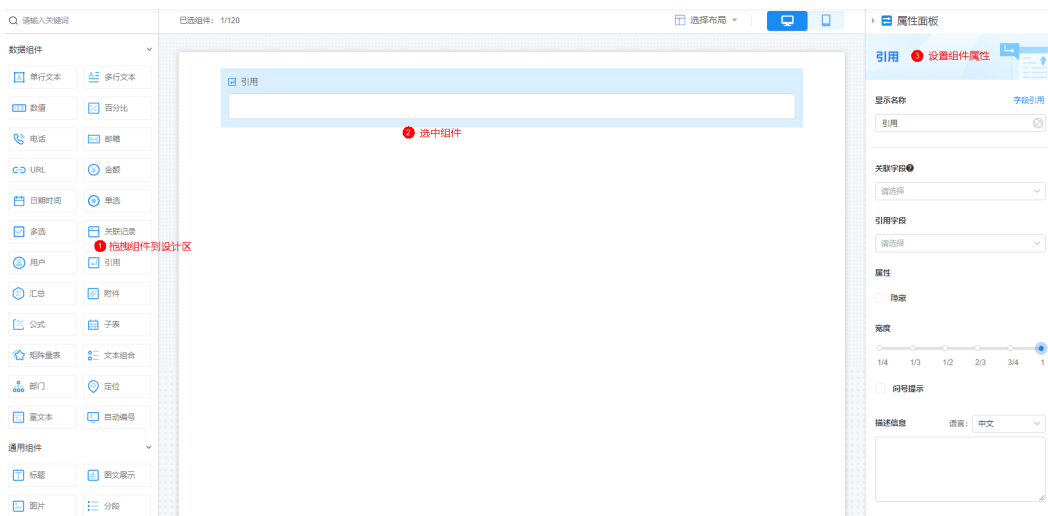 请输入关键词
已选组件： 1/120
选择布局
属性面板
数据组件
单行文本
多行文本
数值
百分比
电话
邮箱
URL
金额
日期时间
单选
多选
关联记录
1 拖拽组件到设计区
用户
引用
汇总
附件
公式
子表
矩阵量表
文本组合
部门
定位
富文本
自动编号
通用组件
标题
图文展示
图片
分段
引用
2 选中组件
引用
3 设置组件属性
显示名称
字段引用
引用
关联字段
请选择
引用字段
请选择
属性
隐藏
宽度
1/4 1/3 1/2 2/3 3/4 1
问号提示
描述信息
语言： 中文